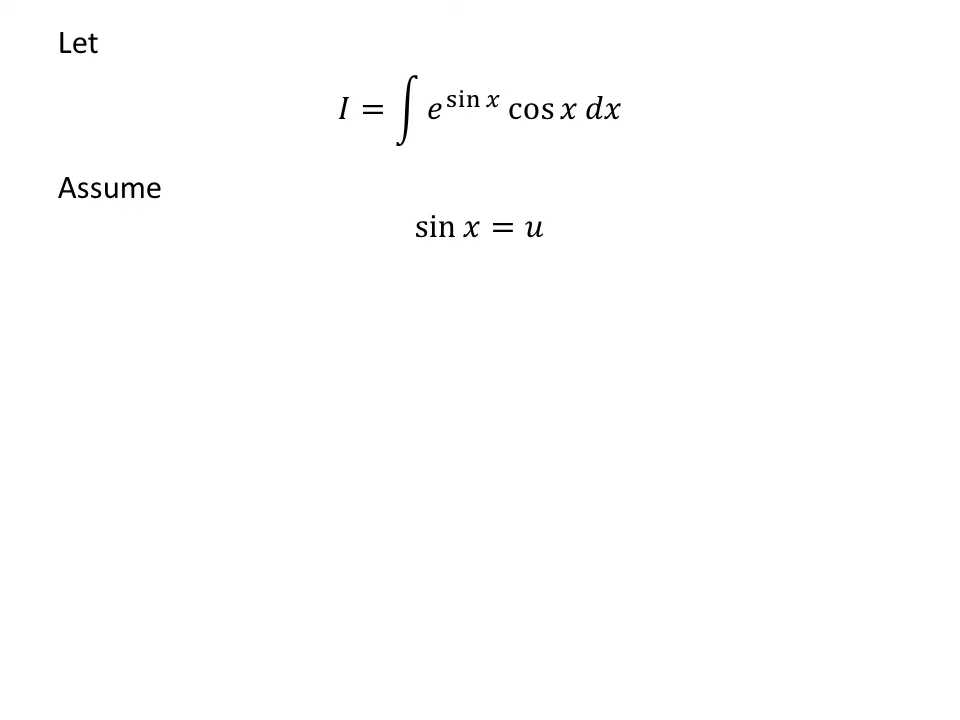 Let
𝐼 = ∫ 𝑒^(sin 𝑥) cos 𝑥 𝑑𝑥
Assume
sin 𝑥 = 𝑢